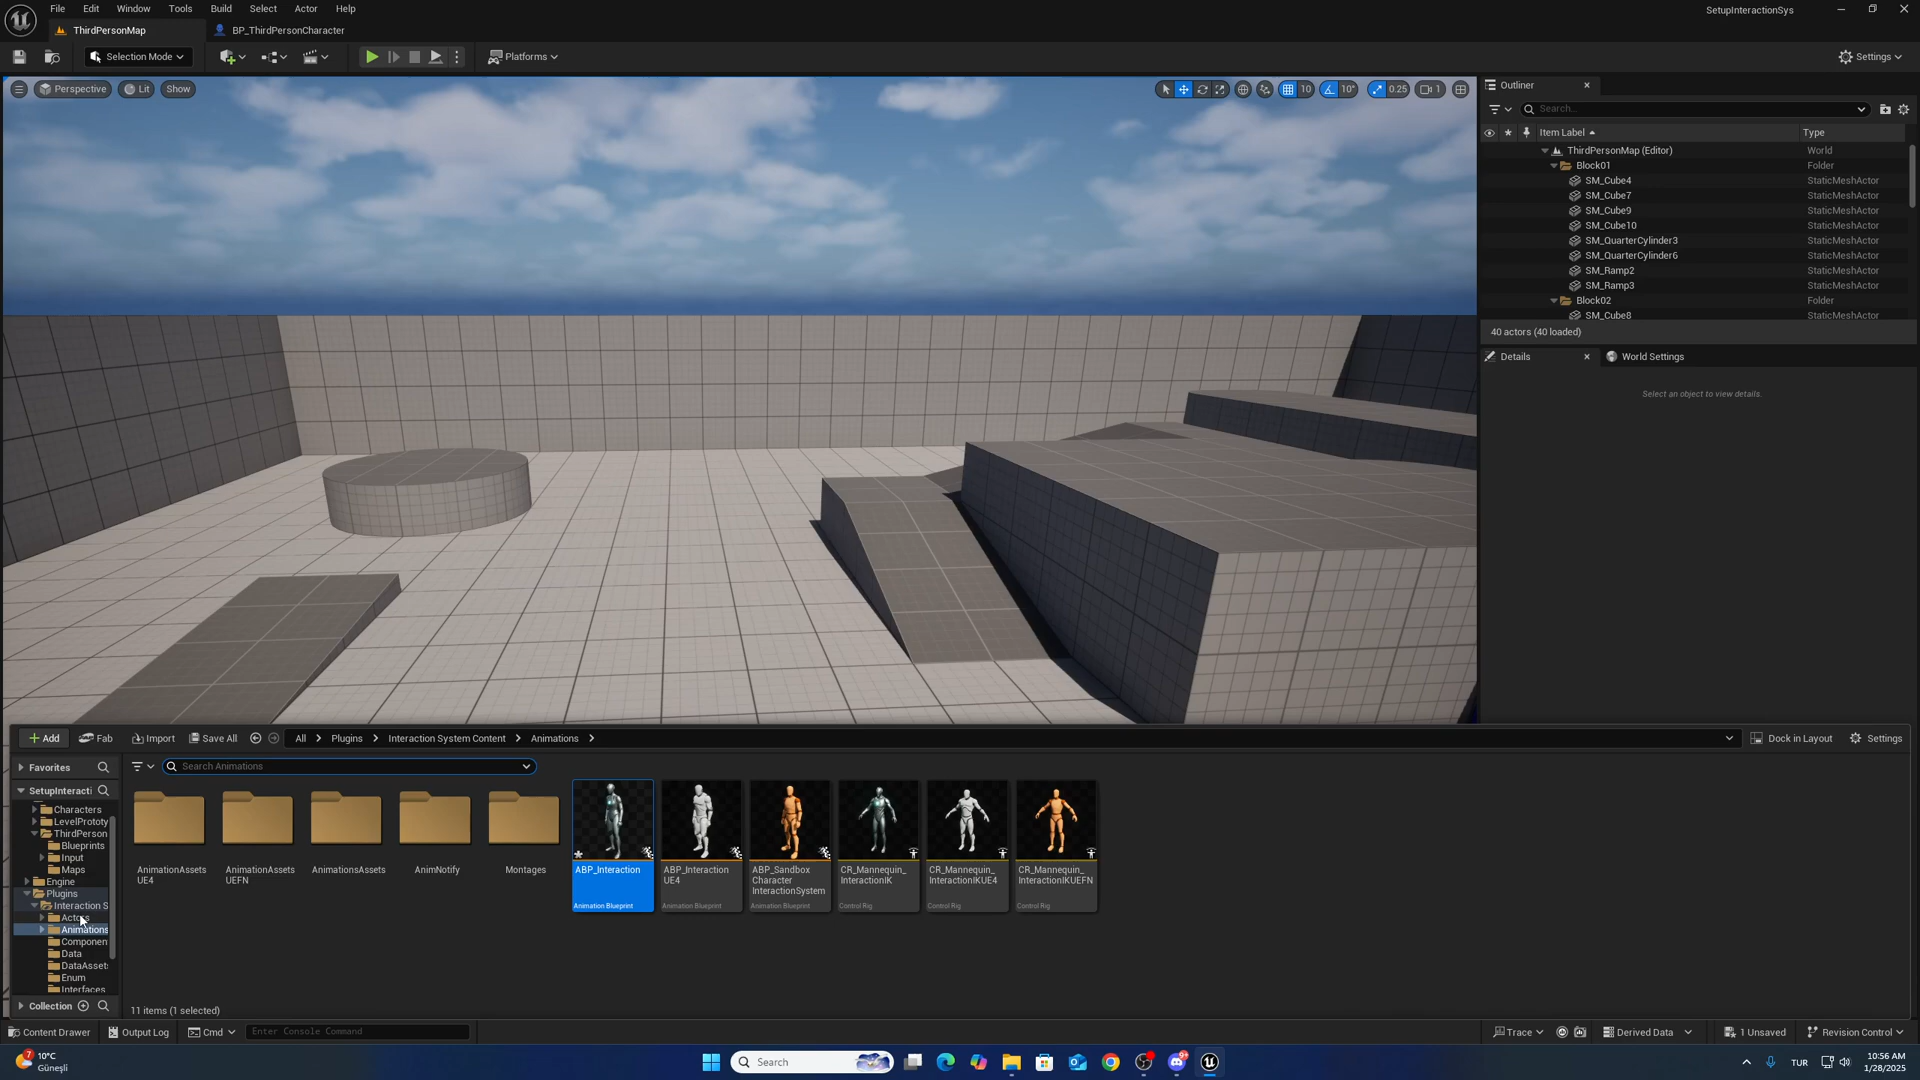 File Edit Window Tools Build Select Actor Help
SetupInteractionSys
ThirdPersonMap
BP_ThirdPersonCharacter
Selection Mode
Platforms
Settings
Perspective
Lit
Show
10
10°
0.25
1
Outliner
Search...
Item Label
Type
ThirdPersonMap (Editor) World
Block01 Folder
SM_Cube4 StaticMeshActor
SM_Cube7 StaticMeshActor
SM_Cube9 StaticMeshActor
SM_Cube10 StaticMeshActor
SM_QuarterCylinder3 StaticMeshActor
SM_QuarterCylinder6 StaticMeshActor
SM_Ramp2 StaticMeshActor
SM_Ramp3 StaticMeshActor
Block02 Folder
SM_Cube8 StaticMeshActor
40 actors (40 loaded)
Details
World Settings
Select an object to view details.
Add
Fab
Import
Save All
All
Plugins
Interaction System Content
Animations
Dock in Layout
Settings
Favorites
Search Animations
SetupInteracti
Characters
LevelPrototy
ThirdPerson
Blueprints
Input
Maps
Engine
Plugins
Interaction S
Actors
Animations
Componen
Data
DataAsset
Enum
Interfaces
Collection
AnimationAssets
UE4
AnimationAssets
UEFN
AnimationsAssets
AnimNotify
Montages
ABP_Interaction
Animation Blueprint
ABP_Interaction
UE4
Animation Blueprint
ABP_Sandbox
Character
InteractionSystem
Animation Blueprint
CR_Mannequin_
InteractionIK
Control Rig
CR_Mannequin_
InteractionIKUE4
Control Rig
CR_Mannequin_
InteractionIKUEFN
Control Rig
11 items (1 selected)
Content Drawer
Output Log
Cmd
Enter Console Command
Trace
Derived Data
1 Unsaved
Revision Control
7
10°C
Güneşli
Search
TUR
10:56 AM
1/28/2025